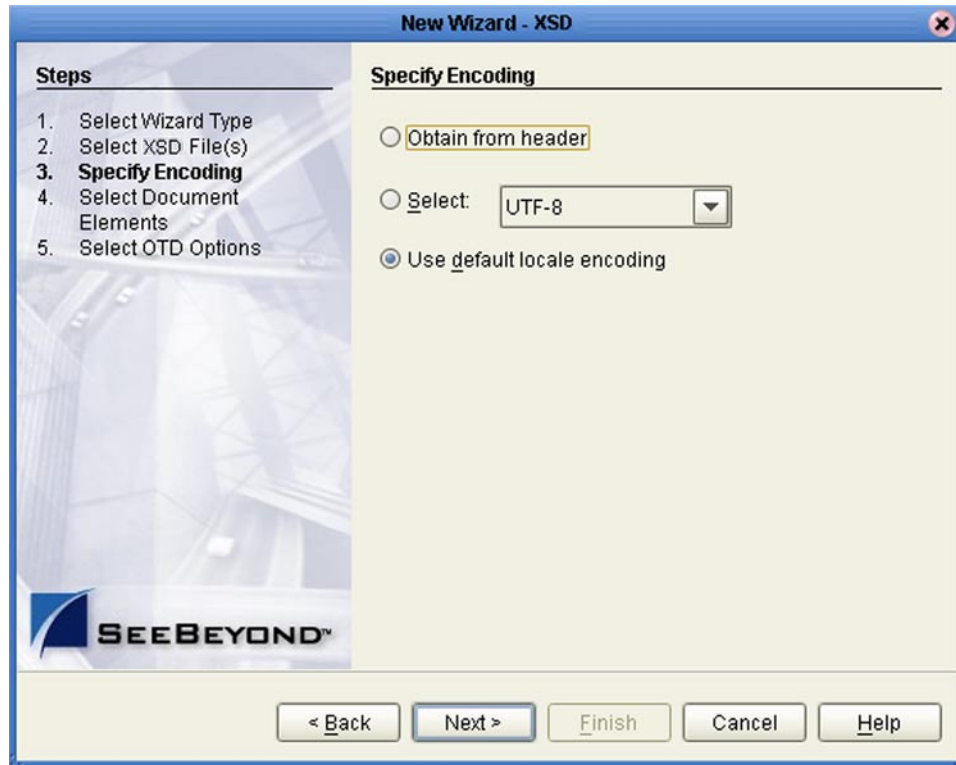 New Wizard - XSD
Steps
1. Select Wizard Type
2. Select XSD File(s)
3. Specify Encoding
4. Select Document
Elements
5. Select OTD Options
SEEBEYOND™
Specify Encoding
Obtain from header
Select: UTF-8
Use default locale encoding
< Back Next > Finish Cancel Help